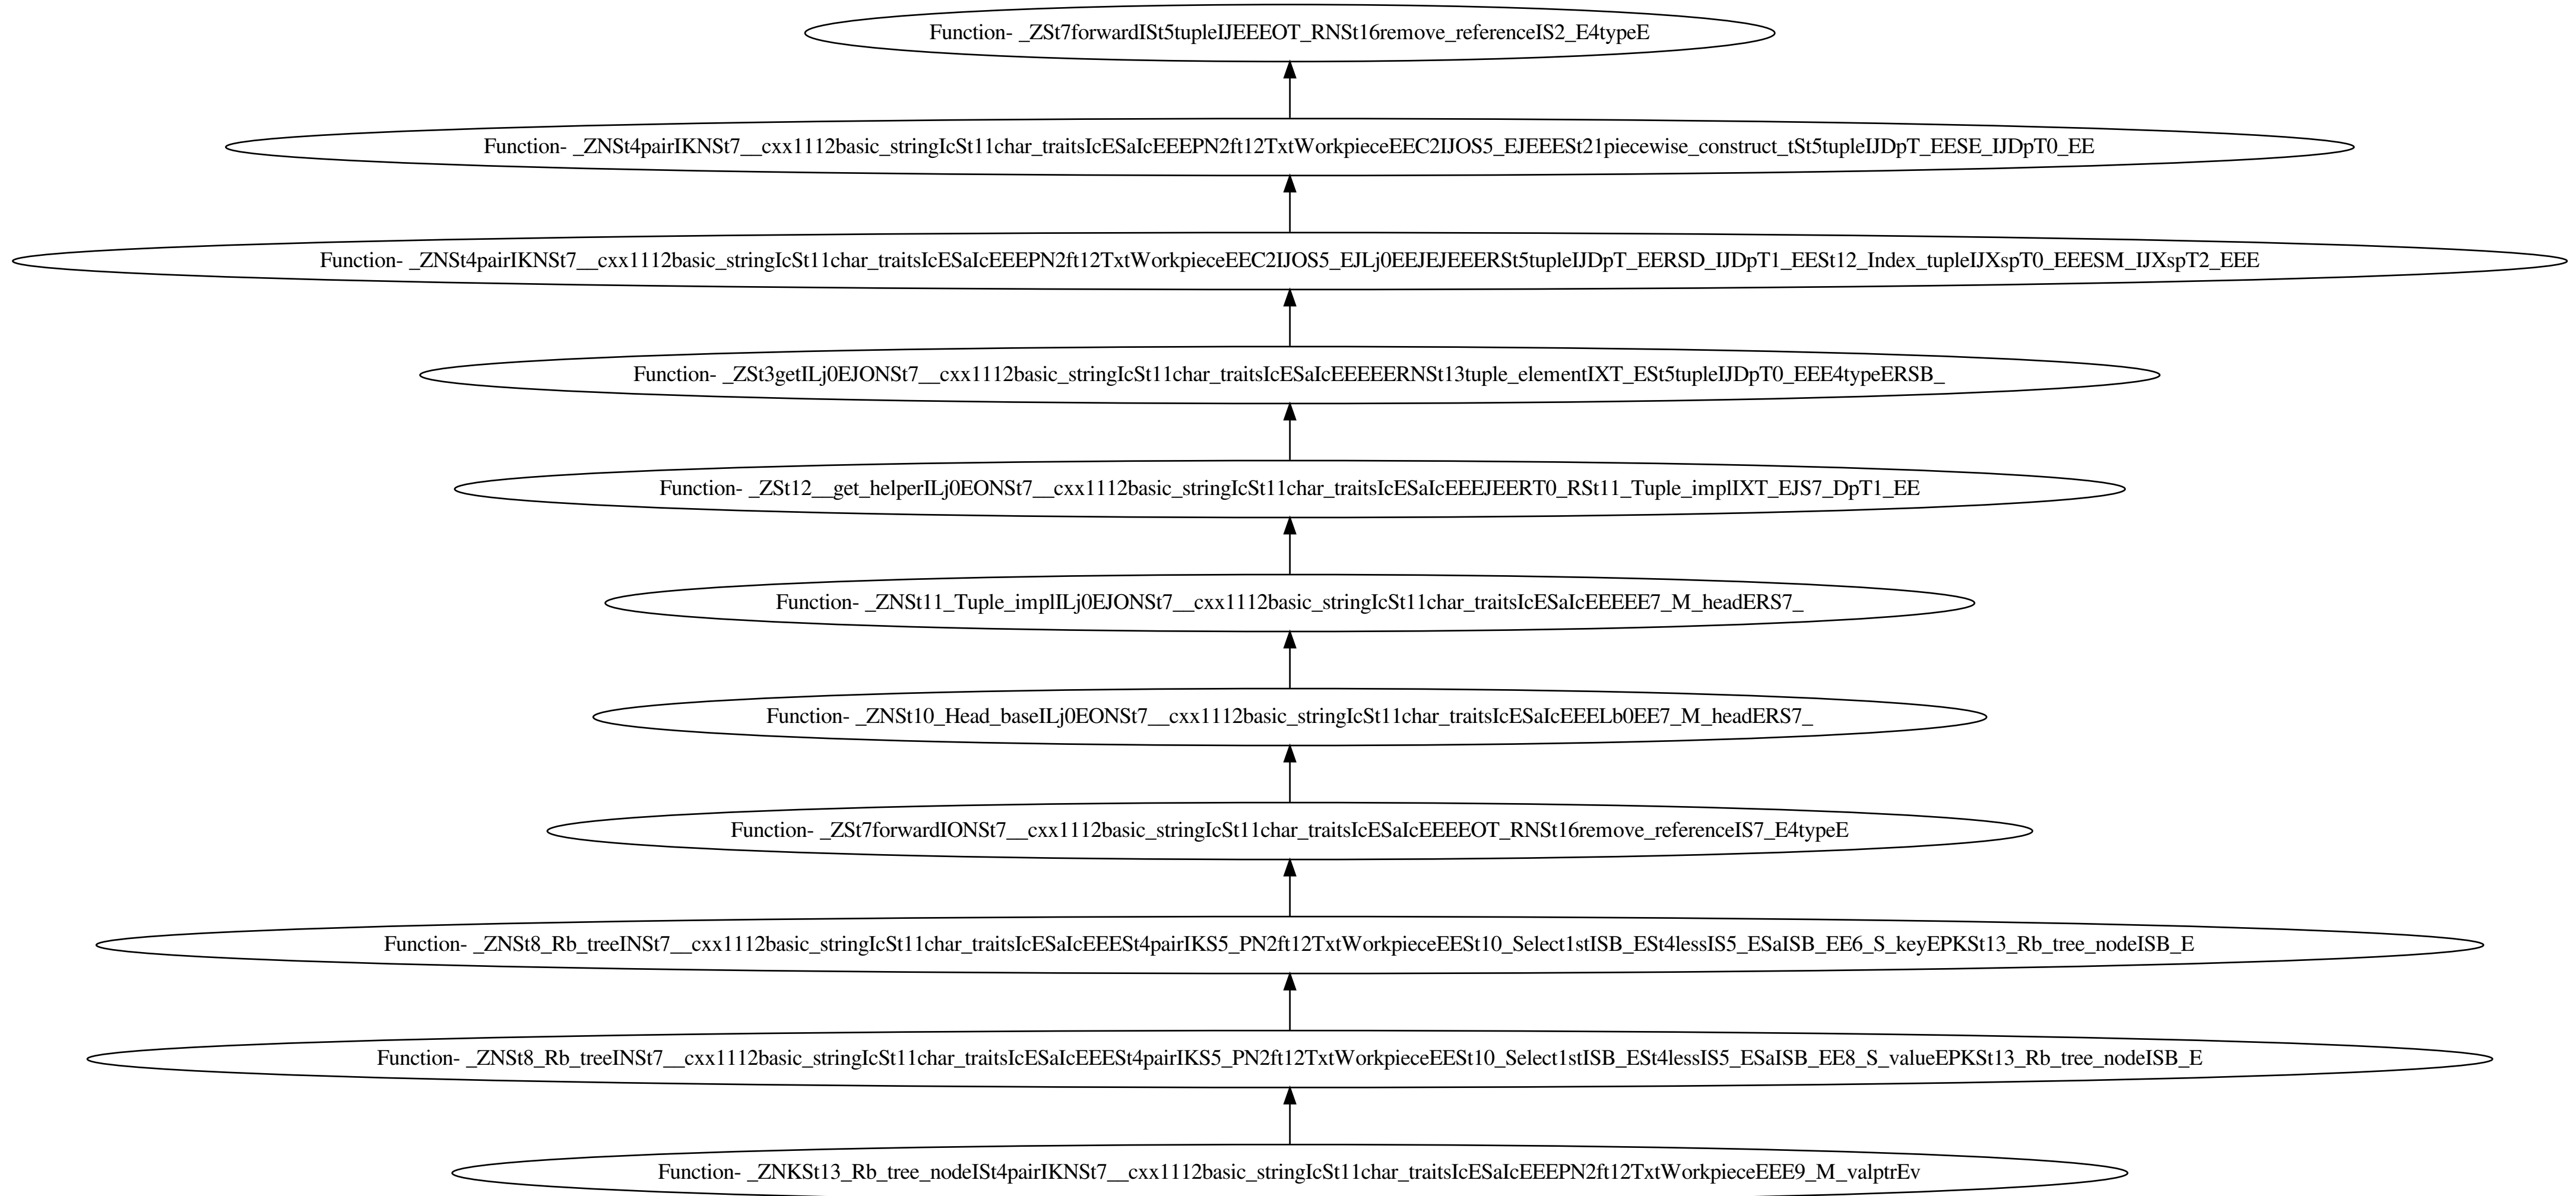 Function- _ZSt7forwardISt5tupleIJEEEOT_RNSt16remove_referenceIS2_E4typeE
Function- _ZNSt4pairIKNSt7__cxx1112basic_stringIcSt11char_traitsIcESaIcEEEPN2ft12TxtWorkpieceEEC2IJOS5_EJEEESt21piecewise_construct_tSt5tupleIJDpT_EESE_IJDpT0_EE
Function- _ZNSt4pairIKNSt7__cxx1112basic_stringIcSt11char_traitsIcESaIcEEEPN2ft12TxtWorkpieceEEC2IJOS5_EJLj0EEJEJEEERSt5tupleIJDpT_EERSD_IJDpT1_EESt12_Index_tupleIJXspT0_EEESM_IJXspT2_EEE
Function- _ZSt3getILj0EJONSt7__cxx1112basic_stringIcSt11char_traitsIcESaIcEEEEERNSt13tuple_elementIXT_ESt5tupleIJDpT0_EEE4typeERSB_
Function- _ZSt12__get_helperILj0EONSt7__cxx1112basic_stringIcSt11char_traitsIcESaIcEEEJEERT0_RSt11_Tuple_implIXT_EJS7_DpT1_EE
Function- _ZNSt11_Tuple_implILj0EJONSt7__cxx1112basic_stringIcSt11char_traitsIcESaIcEEEEE7_M_headERS7_
Function- _ZNSt10_Head_baseILj0EONSt7__cxx1112basic_stringIcSt11char_traitsIcESaIcEEELb0EE7_M_headERS7_
Function- _ZSt7forwardIONSt7__cxx1112basic_stringIcSt11char_traitsIcESaIcEEEEOT_RNSt16remove_referenceIS7_E4typeE
Function- _ZNSt8_Rb_treeINSt7__cxx1112basic_stringIcSt11char_traitsIcESaIcEEESt4pairIKS5_PN2ft12TxtWorkpieceEESt10_Select1stISB_ESt4lessIS5_ESaISB_EE6_S_keyEPKSt13_Rb_tree_nodeISB_E
Function- _ZNSt8_Rb_treeINSt7__cxx1112basic_stringIcSt11char_traitsIcESaIcEEESt4pairIKS5_PN2ft12TxtWorkpieceEESt10_Select1stISB_ESt4lessIS5_ESaISB_EE8_S_valueEPKSt13_Rb_tree_nodeISB_E
Function- _ZNKSt13_Rb_tree_nodeISt4pairIKNSt7__cxx1112basic_stringIcSt11char_traitsIcESaIcEEEPN2ft12TxtWorkpieceEEE9_M_valptrEv